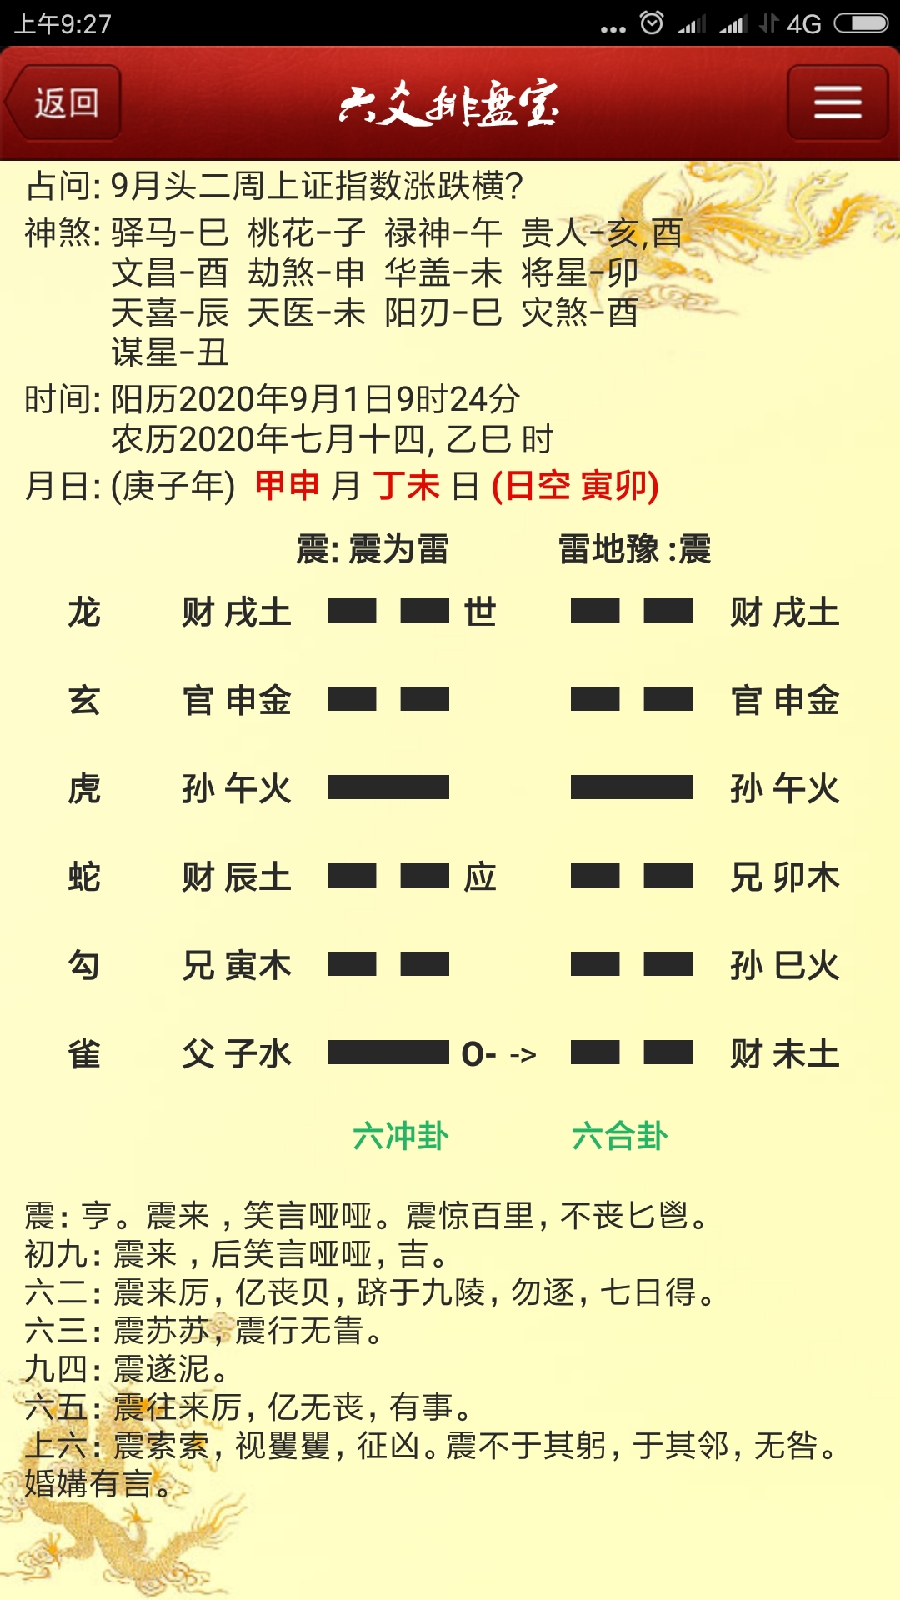 上午9:27
... 4G
返回
六爻排盘宝
占问: 9月头二周上证指数涨跌横?
神煞: 驿马-巳 桃花-子 禄神-午 贵人-亥,酉
文昌-酉 劫煞-申 华盖-未 将星-卯
天喜-辰 天医-未 阳刃-巳 灾煞-酉
谋星-丑
时间: 阳历2020年9月1日9时24分
农历2020年七月十四, 乙巳 时
月日: (庚子年) 甲申 月 丁未 日 (日空 寅卯)
震: 震为雷 雷地豫 :震
龙 财 戌土 世 财 戌土
玄 官 申金 官 申金
虎 孙 午火 孙 午火
蛇 财 辰土 应 兄 卯木
勾 兄 寅木 孙 巳火
雀 父 子水 O- -> 财 未土
六冲卦 六合卦
震: 亨。震来，笑言哑哑。震惊百里, 不丧匕鬯。
初九: 震来，后笑言哑哑, 吉。
六二: 震来厉, 亿丧贝, 跻于九陵, 勿逐, 七日得。
六三: 震苏苏, 震行无眚。
九四: 震遂泥。
六五: 震往来厉, 亿无丧, 有事。
上六: 震索索, 视矍矍, 征凶。震不于其躬, 于其邻, 无咎。
婚媾有言。